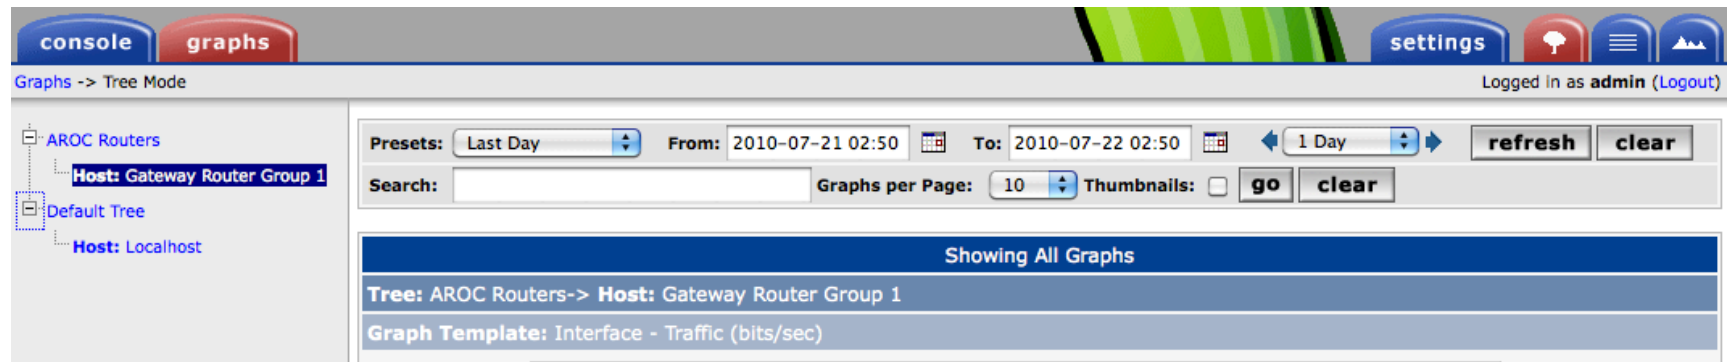 console graphs settings
Graphs -> Tree Mode Logged in as admin (Logout)
AROC Routers
Host: Gateway Router Group 1
Default Tree
Host: Localhost
Presets: Last Day From: 2010-07-21 02:50 To: 2010-07-22 02:50 1 Day refresh clear
Search: Graphs per Page: 10 Thumbnails: go clear
Showing All Graphs
Tree: AROC Routers-> Host: Gateway Router Group 1
Graph Template: Interface - Traffic (bits/sec)